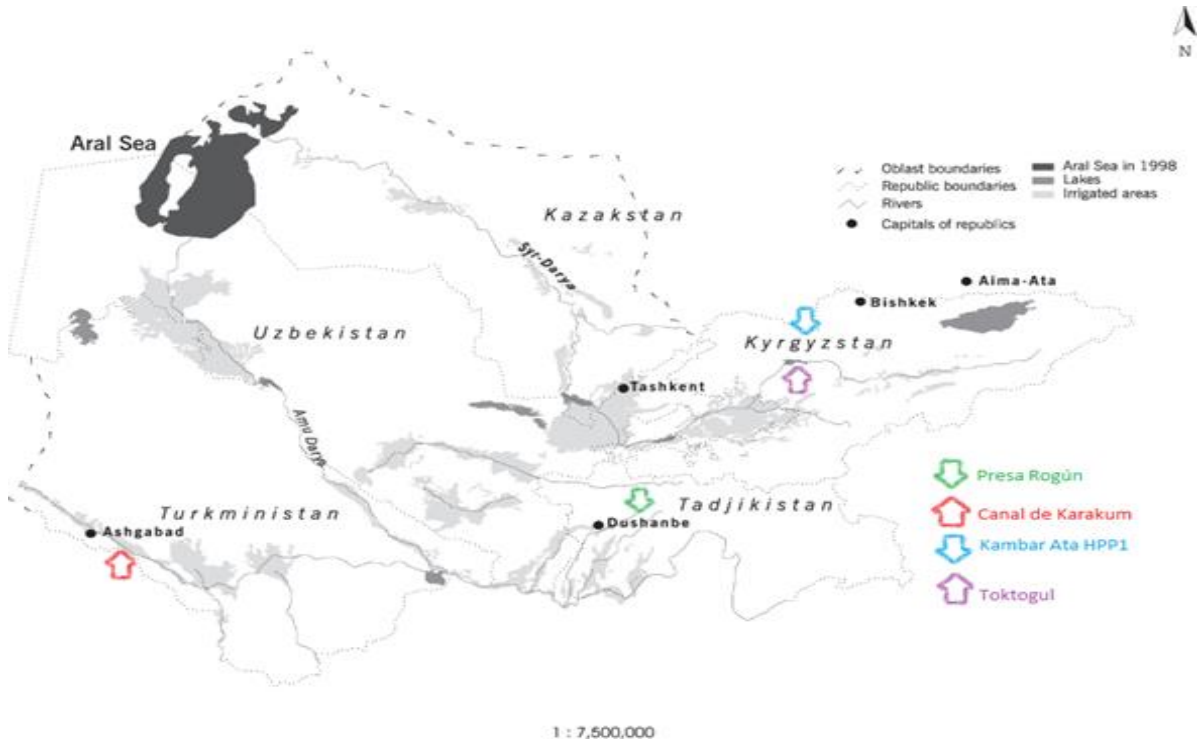 N
Aral Sea
Oblast boundaries
Republic boundaries
Rivers
Capitals of republics
Aral Sea in 1998
Lakes
Irrigated areas
Kazakstan
Syr-Darya
Aima-Ata
Bishkek
Uzbekistan
Kyrgyzstan
Tashkent
Amu Darya
Turkministan
Tadjikistan
Ashgabad
Dushanbe
Presa Rogún
Canal de Karakum
Kambar Ata HPP1
Toktogul
1 : 7,500,000